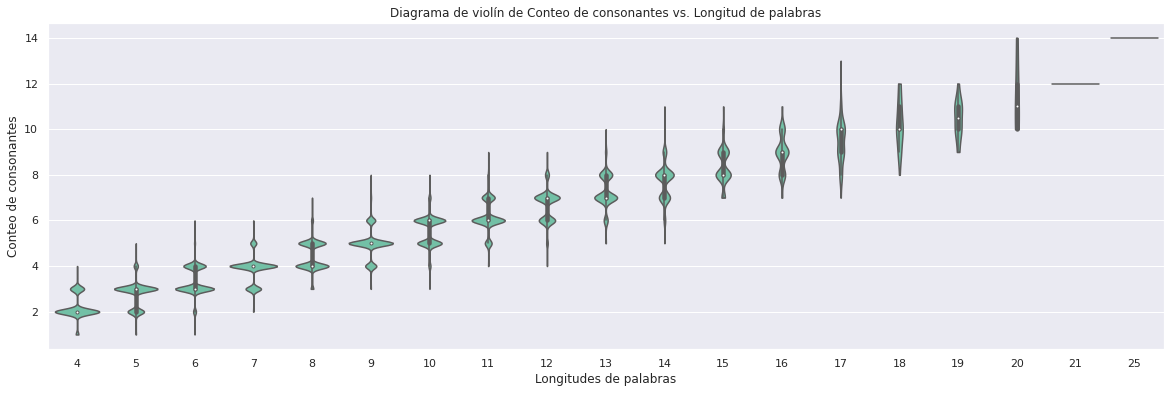 Diagrama de violín de Conteo de consonantes vs. Longitud de palabras
Conteo de consonantes
14
12
10
8
6
4
2
4 5 6 7 8 9 10 11 12 13 14 15 16 17 18 19 20 21 25
Longitudes de palabras